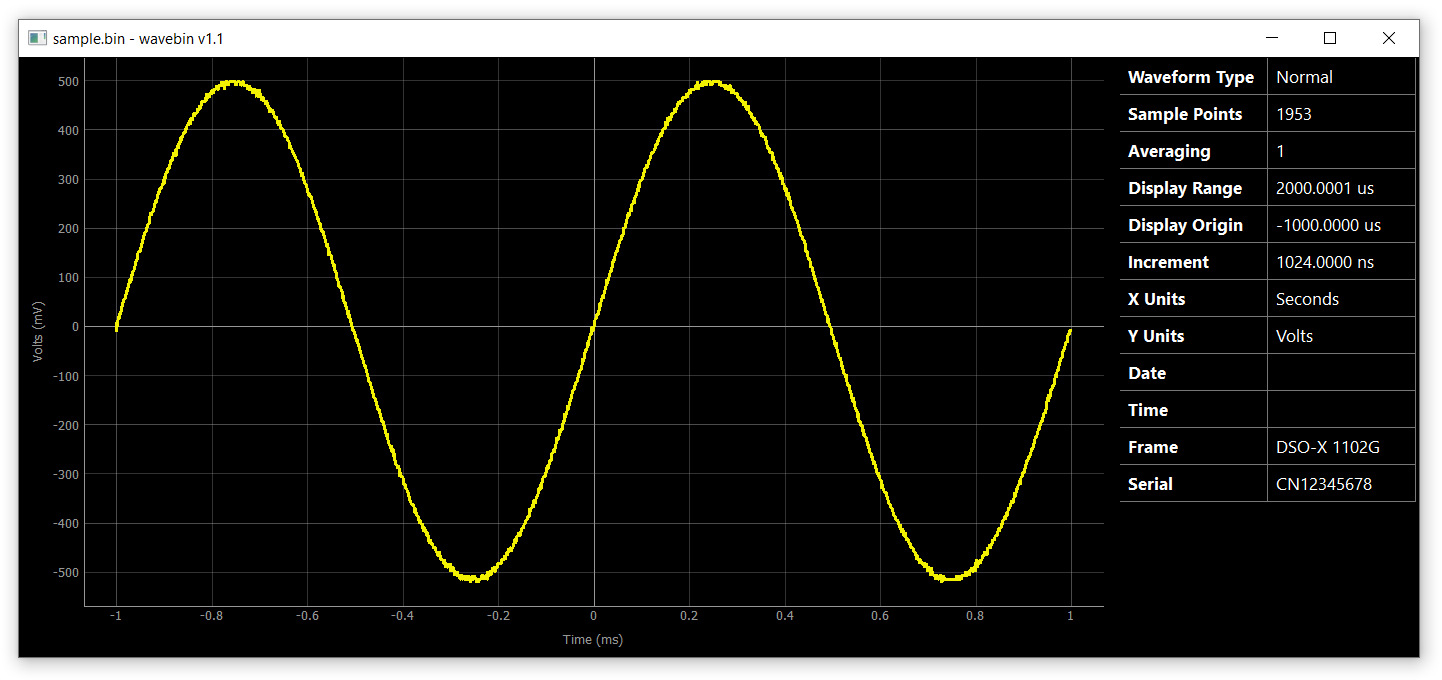 sample.bin - wavebin v1.1
500
400
300
200
100
0
-100
-200
-300
-400
-500
Volts (mV)
-1 -0.8 -0.6 -0.4 -0.2 0 0.2 0.4 0.6 0.8 1
Time (ms)
Waveform Type Normal
Sample Points 1953
Averaging 1
Display Range 2000.0001 us
Display Origin -1000.0000 us
Increment 1024.0000 ns
X Units Seconds
Y Units Volts
Date
Time
Frame DSO-X 1102G
Serial CN12345678